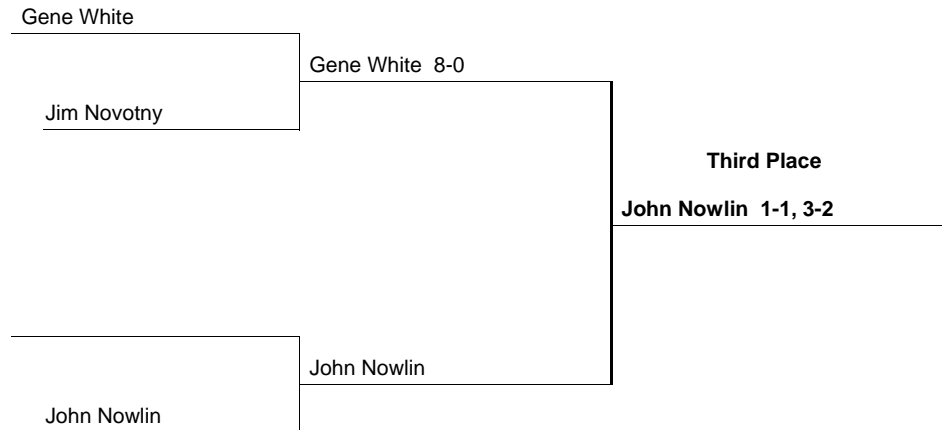 Gene White
Gene White 8-0
Jim Novotny
Third Place
John Nowlin 1-1, 3-2
John Nowlin
John Nowlin